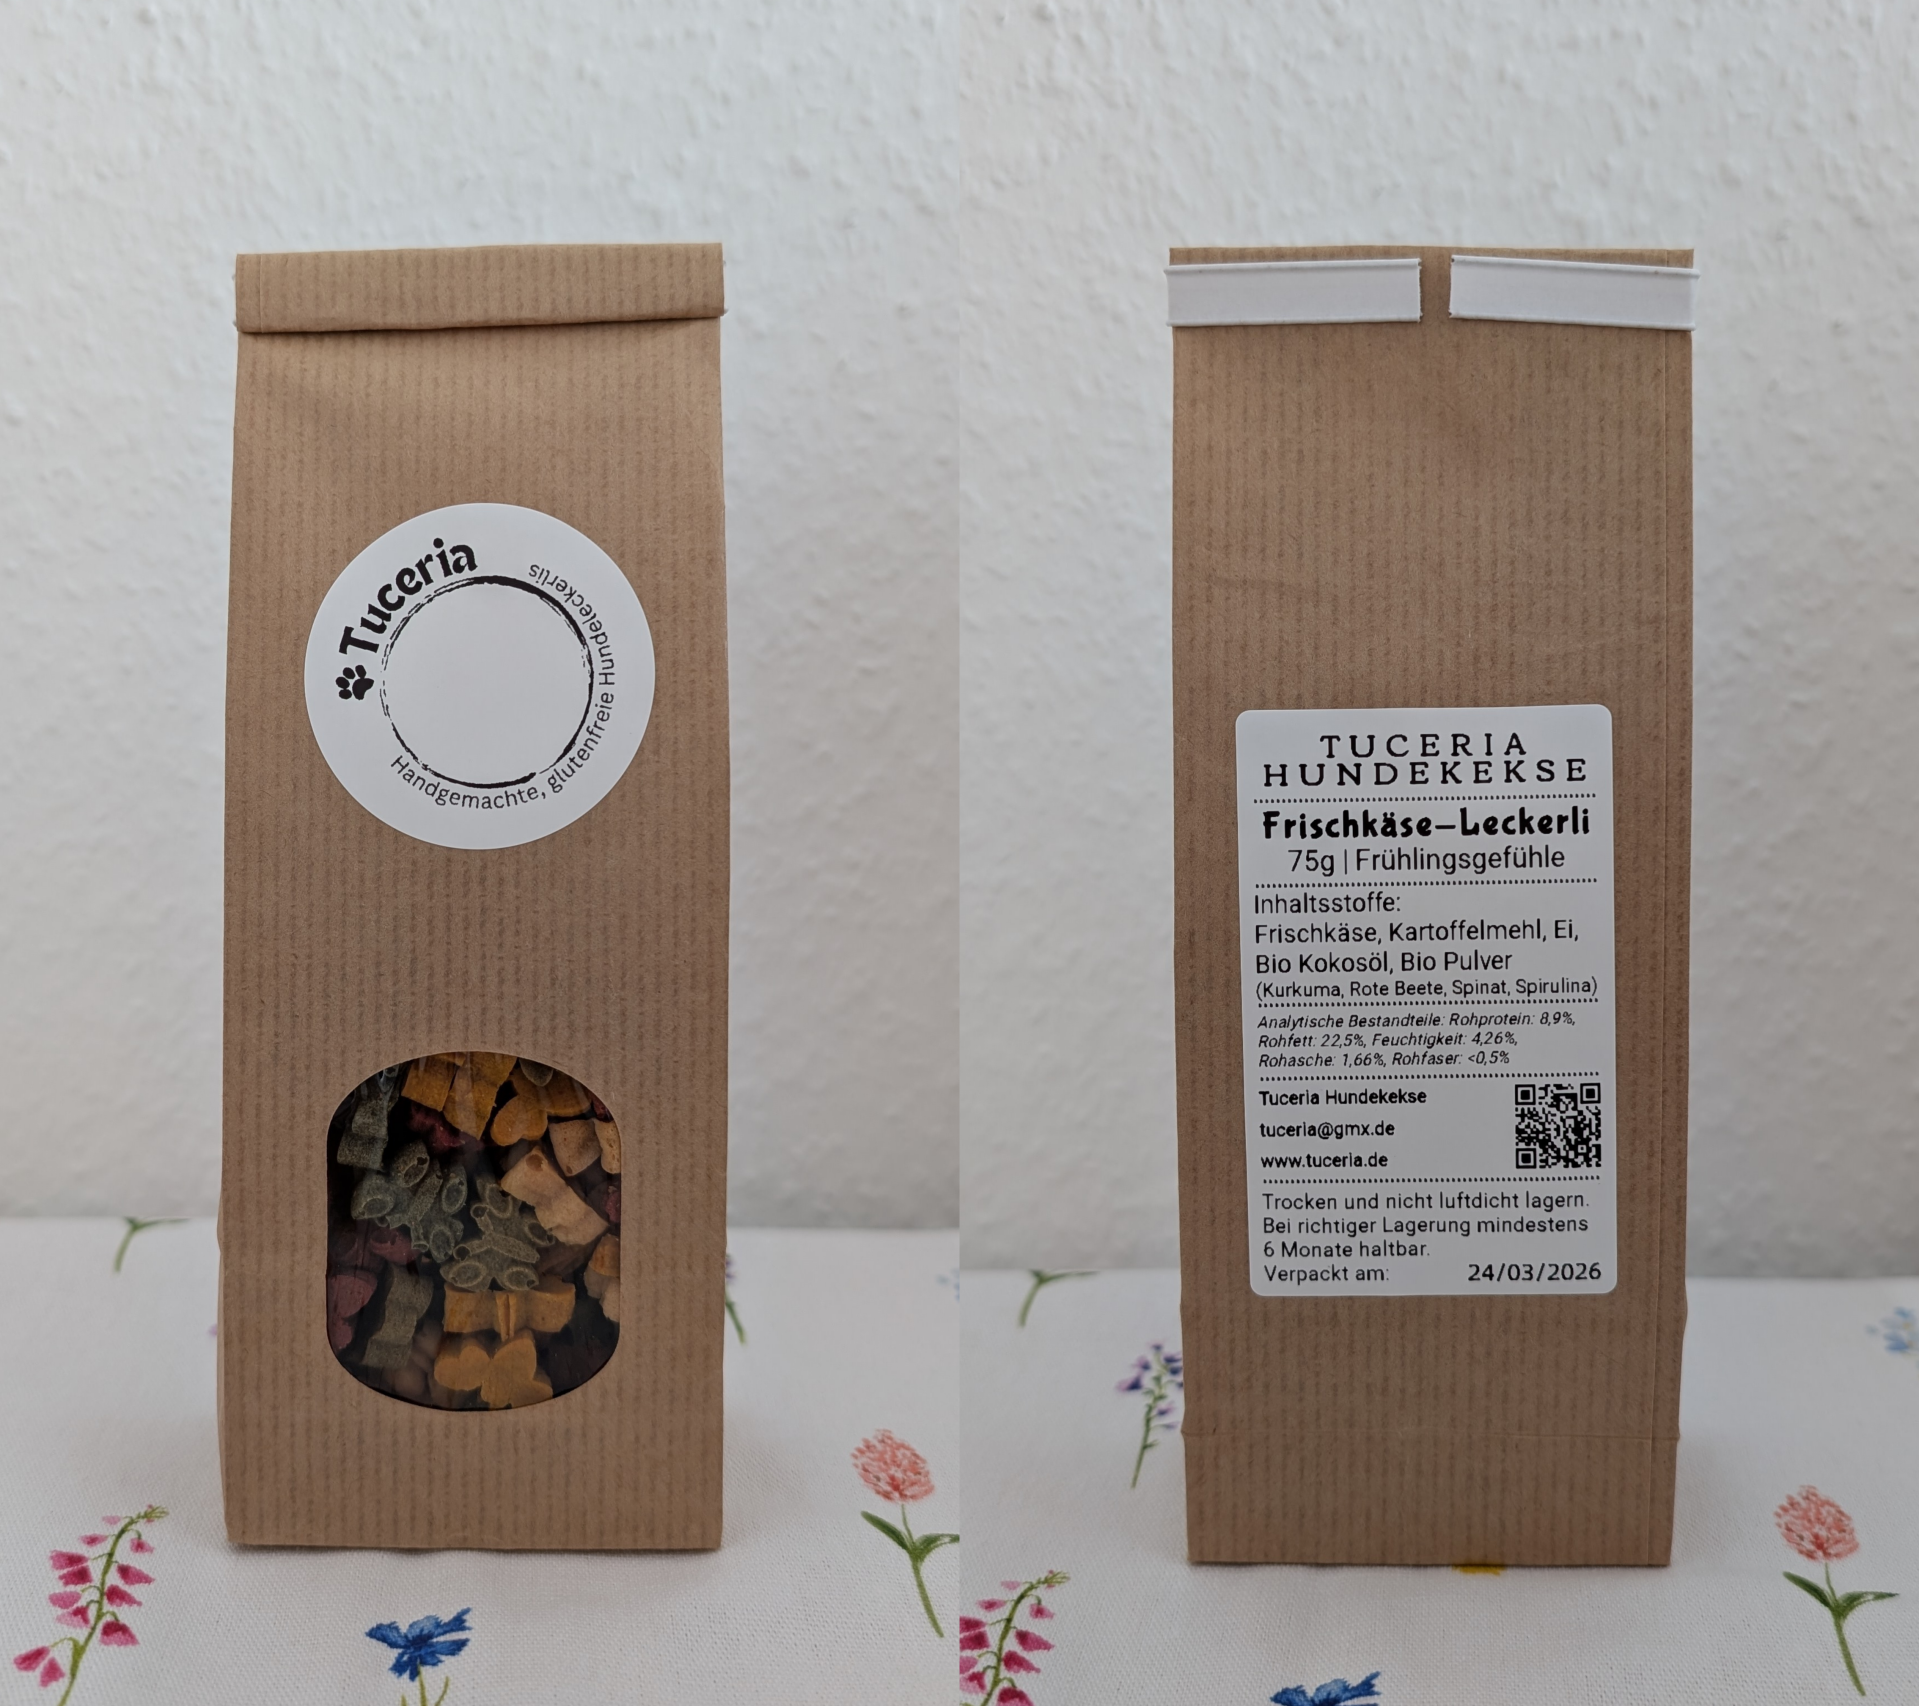 Tuceria
Handgemachte, glutenfreie Hundeleckerlis
TUCERIA
HUNDEKEKSE
Frischkäse-Leckerli
75g | Frühlingsgefühle
Inhaltsstoffe:
Frischkäse, Kartoffelmehl, Ei,
Bio Kokosöl, Bio Pulver
(Kurkuma, Rote Beete, Spinat, Spirulina)
Analytische Bestandteile: Rohprotein: 8,9%,
Rohfett: 22,5%, Feuchtigkeit: 4,26%,
Rohasche: 1,66%, Rohfaser: <0,5%
Tuceria Hundekekse
tuceria@gmx.de
www.tuceria.de
Trocken und nicht luftdicht lagern.
Bei richtiger Lagerung mindestens
6 Monate haltbar.
Verpackt am: 24/03/2026